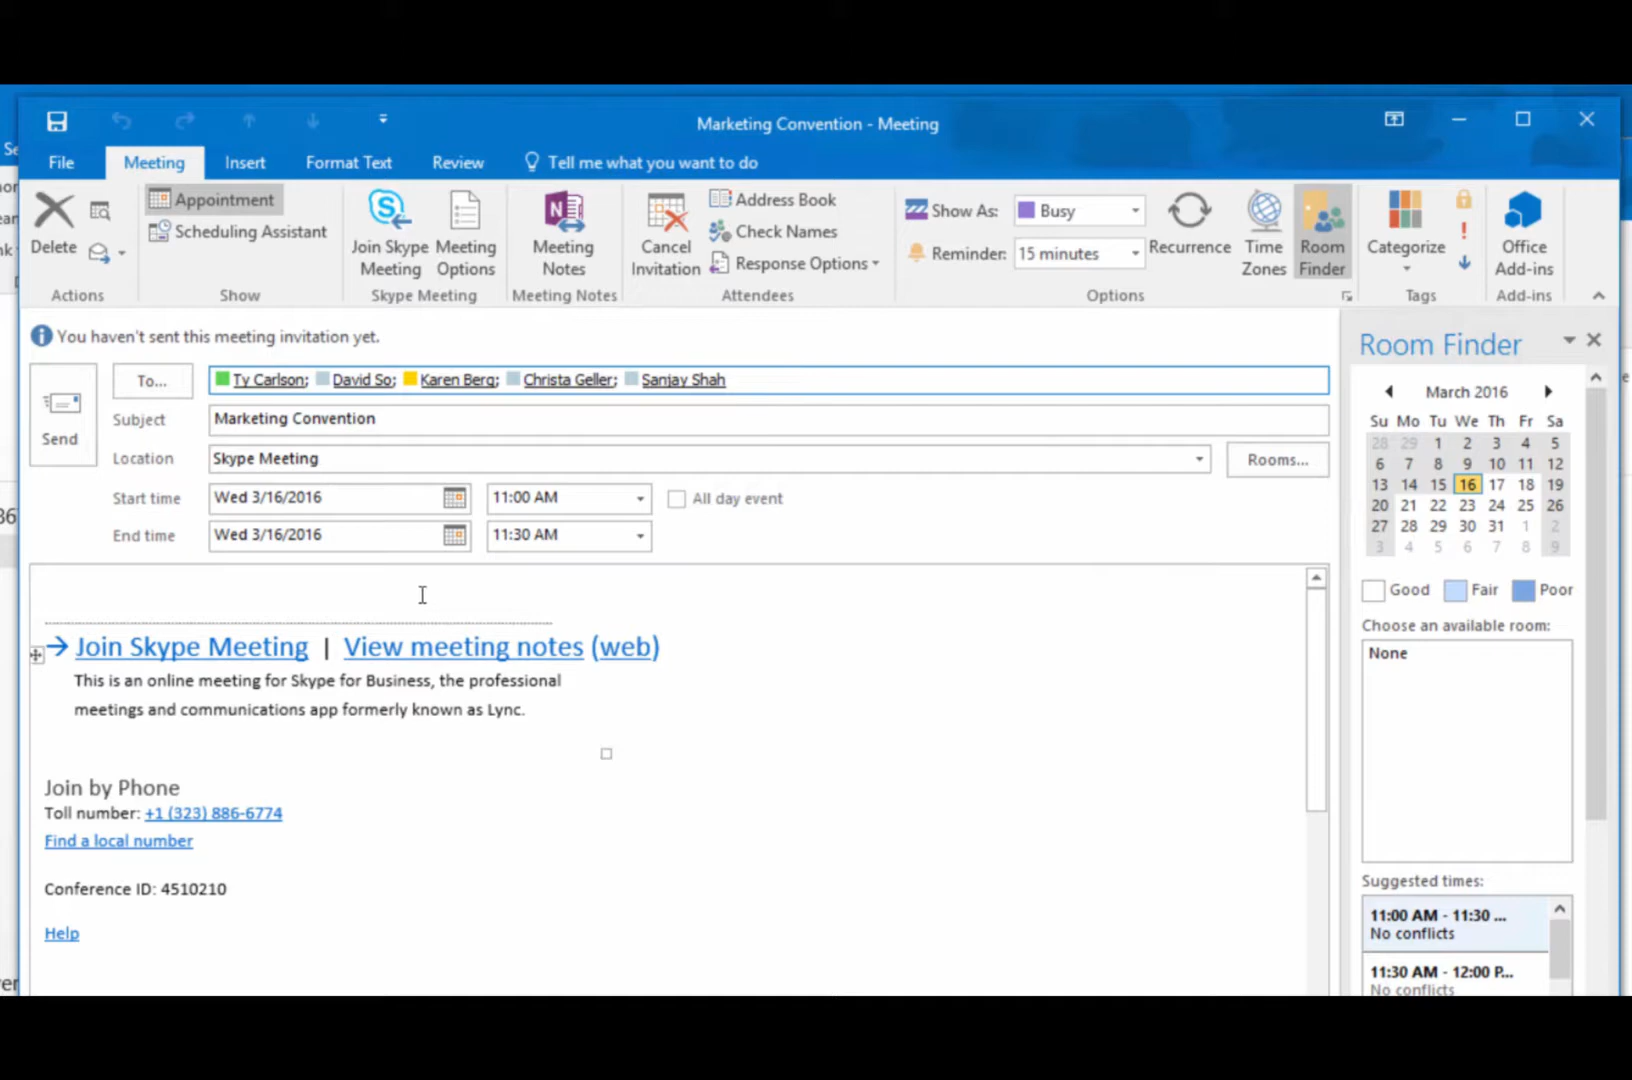 Marketing Convention - Meeting
File Meeting Insert Format Text Review Tell me what you want to do
Delete
Actions
Appointment
Scheduling Assistant
Show
Join Skype Meeting
Meeting Options
Skype Meeting
Meeting Notes
Meeting Notes
Cancel Invitation
Address Book
Check Names
Response Options
Attendees
Show As: Busy
Reminder: 15 minutes
Recurrence
Time Zones
Room Finder
Options
Categorize
Tags
Office Add-ins
Add-ins
You haven't sent this meeting invitation yet.
Send
To... Ty Carlson; David So; Karen Berg; Christa Geller; Sanjay Shah
Subject Marketing Convention
Location Skype Meeting Rooms...
Start time Wed 3/16/2016 11:00 AM All day event
End time Wed 3/16/2016 11:30 AM
Join Skype Meeting | View meeting notes (web)
This is an online meeting for Skype for Business, the professional
meetings and communications app formerly known as Lync.
Join by Phone
Toll number: +1 (323) 886-6774
Find a local number
Conference ID: 4510210
Help
Room Finder
March 2016
Su Mo Tu We Th Fr Sa
28 29 1 2 3 4 5
6 7 8 9 10 11 12
13 14 15 16 17 18 19
20 21 22 23 24 25 26
27 28 29 30 31 1 2
3 4 5 6 7 8 9
Good Fair Poor
Choose an available room:
None
Suggested times:
11:00 AM - 11:30 ...
No conflicts
11:30 AM - 12:00 P...
No conflicts